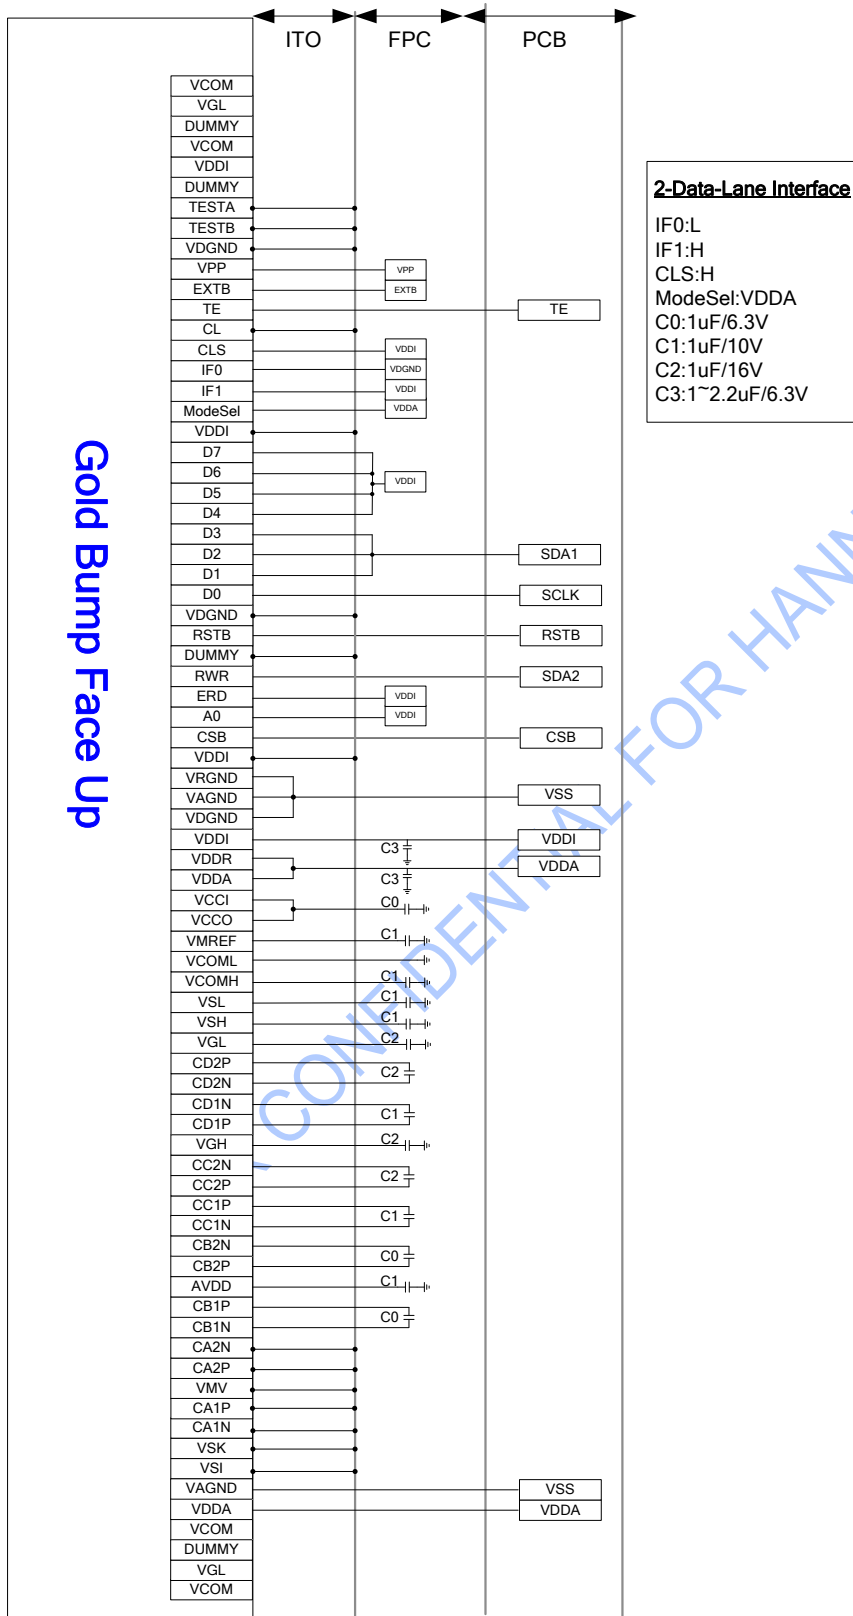 ITO FPC PCB
VCOM
VGL
DUMMY
VCOM
VDDI
DUMMY
TESTA
TESTB
VDGND
VPP VPP
EXTB EXTB
TE TE
CL
CLS VDDI
IF0 VDGND
IF1 VDDI
ModeSel VDDA
VDDI
D7
D6
VDDI
D5
D4
D3
D2 SDA1
D1
D0 SCLK
VDGND
RSTB RSTB
DUMMY
RWR SDA2
ERD VDDI
A0 VDDI
CSB CSB
VDDI
VRGND
VAGND VSS
VDGND
VDDI C3 VDDI
VDDR VDDA
VDDA C3
VCCI C0
VCCO
VMREF C1
VCOML
VCOMH C1
VSL C1
VSH C1
VGL C2
CD2P
C2
CD2N
CD1N
C1
CD1P
VGH C2
CC2N
C2
CC2P
CC1P
C1
CC1N
CB2N
C0
CB2P
AVDD C1
CB1P
C0
CB1N
CA2N
CA2P
VMV
CA1P
CA1N
VSK
VSI
VAGND VSS
VDDA VDDA
VCOM
DUMMY
VGL
VCOM
Gold Bump Face Up
2-Data-Lane Interface
IF0:L
IF1:H
CLS:H
ModeSel:VDDA
C0:1uF/6.3V
C1:1uF/10V
C2:1uF/16V
C3:1~2.2uF/6.3V
CONFIDENTIAL FOR